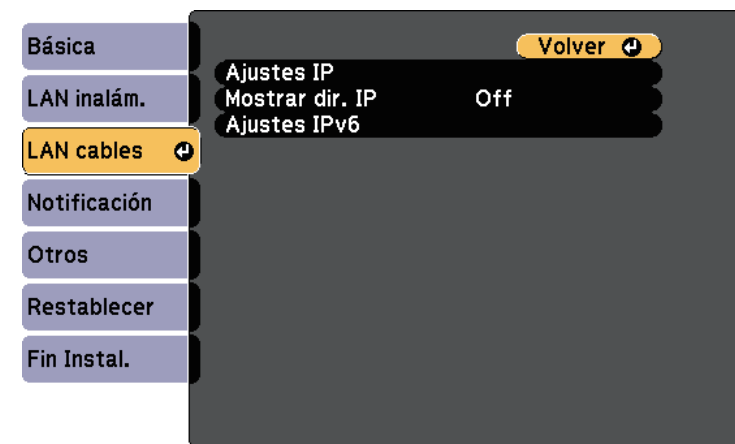 Básica
LAN inalám.
LAN cables
Notificación
Otros
Restablecer
Fin Instal.
Volver
Ajustes IP
Mostrar dir. IP Off
Ajustes IPv6